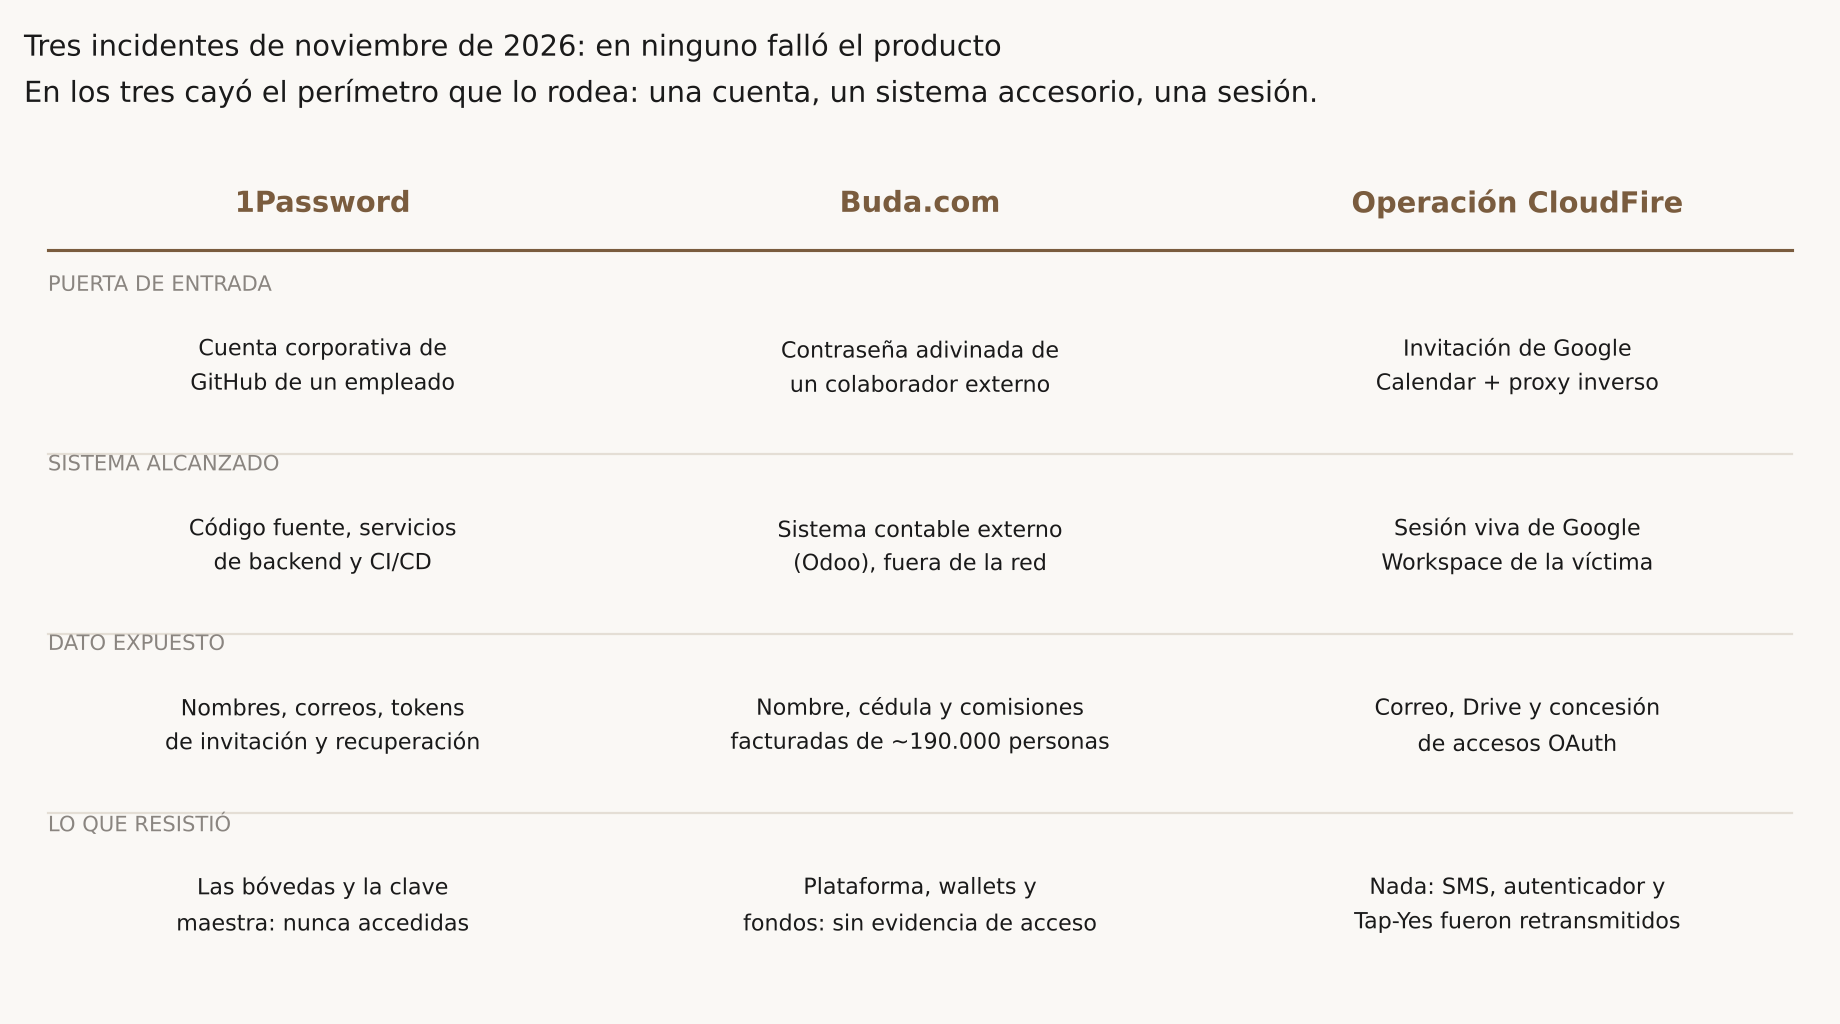 Tres incidentes de noviembre de 2026: en ninguno falló el producto
En los tres cayó el perímetro que lo rodea: una cuenta, un sistema accesorio, una sesión.
1Password
Buda.com
Operación CloudFire
PUERTA DE ENTRADA
Cuenta corporativa de
GitHub de un empleado
Contraseña adivinada de
un colaborador externo
Invitación de Google
Calendar + proxy inverso
SISTEMA ALCANZADO
Código fuente, servicios
de backend y CI/CD
Sistema contable externo
(Odoo), fuera de la red
Sesión viva de Google
Workspace de la víctima
DATO EXPUESTO
Nombres, correos, tokens
de invitación y recuperación
Nombre, cédula y comisiones
facturadas de ~190.000 personas
Correo, Drive y concesión
de accesos OAuth
LO QUE RESISTIÓ
Las bóvedas y la clave
maestra: nunca accedidas
Plataforma, wallets y
fondos: sin evidencia de acceso
Nada: SMS, autenticador y
Tap-Yes fueron retransmitidos